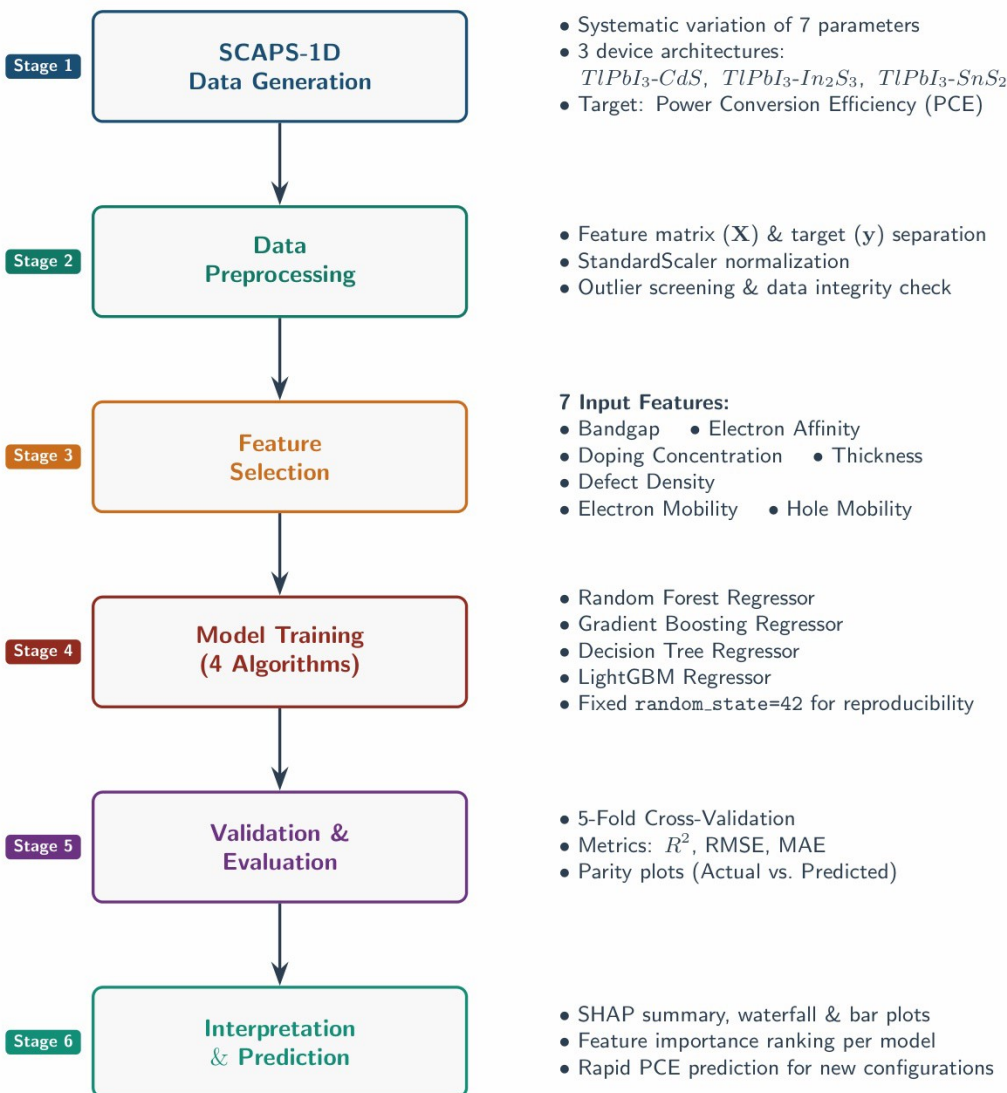 Stage 1
SCAPS-1D
Data Generation
• Systematic variation of 7 parameters
• 3 device architectures:
TlPbI₃-CdS, TlPbI₃-In₂S₃, TlPbI₃-SnS₂
• Target: Power Conversion Efficiency (PCE)
Stage 2
Data
Preprocessing
• Feature matrix (X) & target (y) separation
• StandardScaler normalization
• Outlier screening & data integrity check
Stage 3
Feature
Selection
7 Input Features:
• Bandgap • Electron Affinity
• Doping Concentration • Thickness
• Defect Density
• Electron Mobility • Hole Mobility
Stage 4
Model Training
(4 Algorithms)
• Random Forest Regressor
• Gradient Boosting Regressor
• Decision Tree Regressor
• LightGBM Regressor
• Fixed random_state=42 for reproducibility
Stage 5
Validation &
Evaluation
• 5-Fold Cross-Validation
• Metrics: R², RMSE, MAE
• Parity plots (Actual vs. Predicted)
Stage 6
Interpretation
& Prediction
• SHAP summary, waterfall & bar plots
• Feature importance ranking per model
• Rapid PCE prediction for new configurations